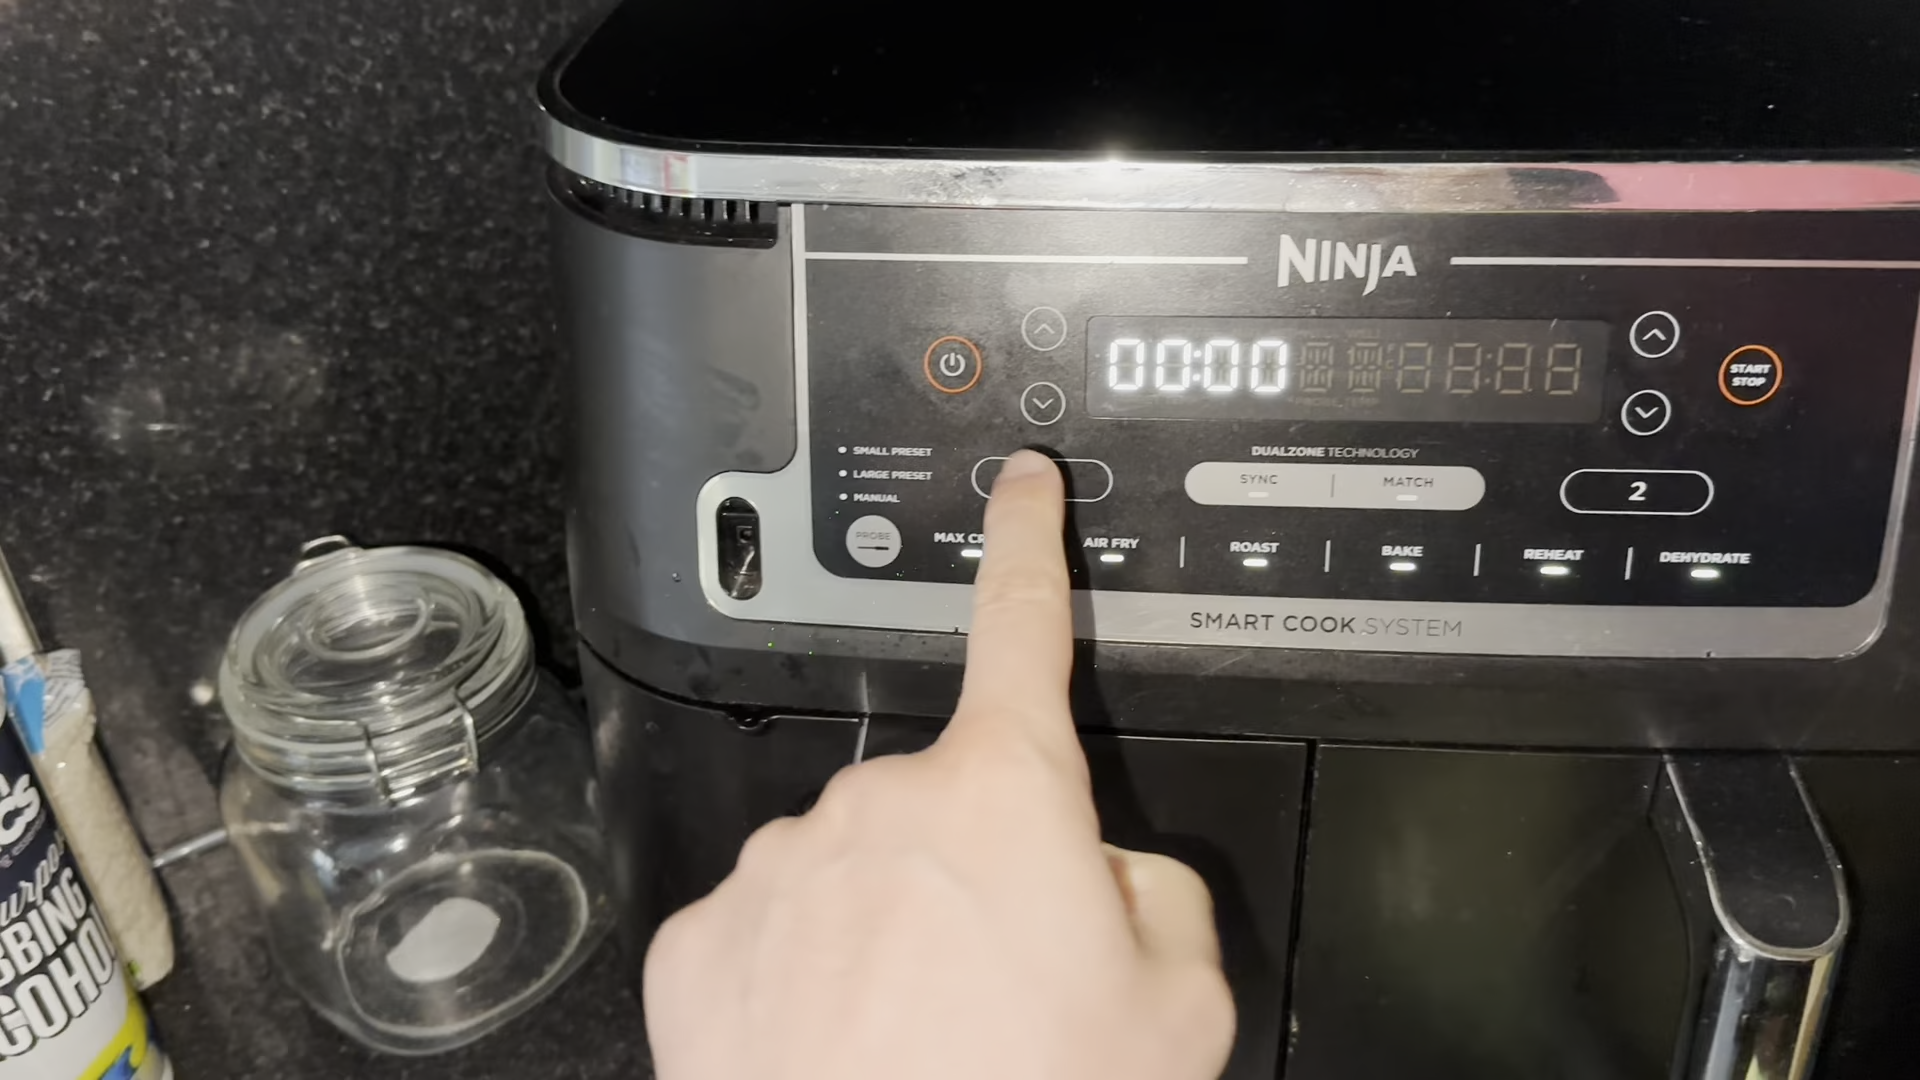 NINJA
00:00
START
STOP
SMALL PRESET
LARGE PRESET
MANUAL
PROBE
DUALZONE TECHNOLOGY
SYNC
MATCH
2
MAX
AIR FRY
ROAST
BAKE
REHEAT
DEHYDRATE
SMART COOK SYSTEM